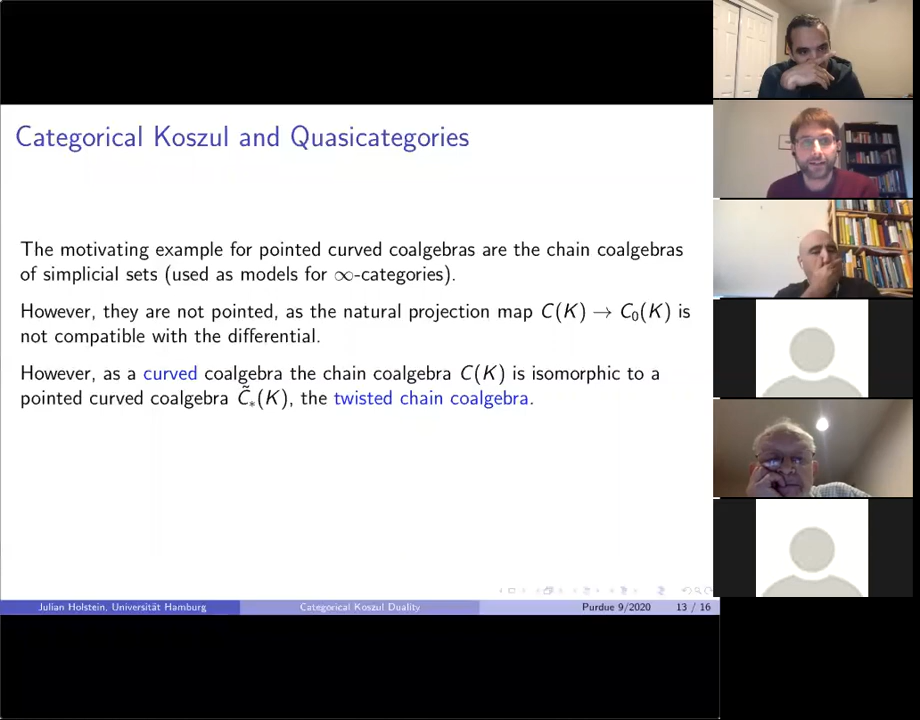 Categorical Koszul and Quasicategories
The motivating example for pointed curved coalgebras are the chain coalgebras
of simplicial sets (used as models for ∞-categories).
However, they are not pointed, as the natural projection map C(K) → C₀(K) is
not compatible with the differential.
However, as a curved coalgebra the chain coalgebra C(K) is isomorphic to a
pointed curved coalgebra C̃∗(K), the twisted chain coalgebra.
Julian Holstein, Universität Hamburg
Categorical Koszul Duality
Purdue 9/2020
13 / 16